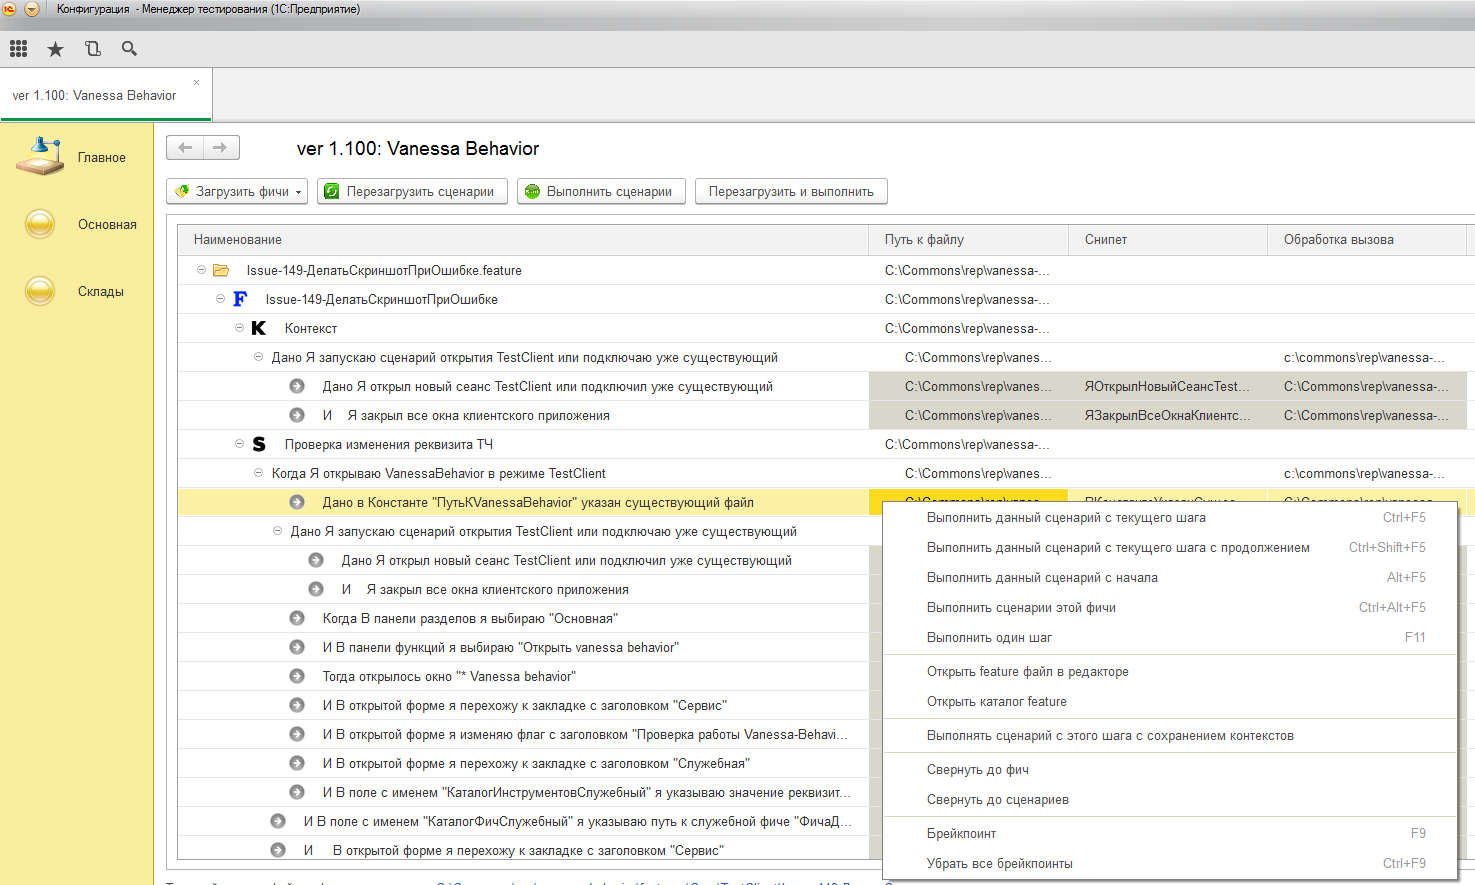 Конфигурация - Менеджер тестирования (1С:Предприятие)
ver 1.100: Vanessa Behavior
Главное
Основная
Склады
ver 1.100: Vanessa Behavior
Загрузить фичи
Перезагрузить сценарии
Выполнить сценарии
Перезагрузить и выполнить
Наименование Путь к файлу Снипет Обработка вызова
Issue-149-ДелатьСкриншотПриОшибке.feature C:\Commons\rep\vanessa-...
F Issue-149-ДелатьСкриншотПриОшибке C:\Commons\rep\vanessa-...
K Контекст C:\Commons\rep\vanessa-...
Дано Я запускаю сценарий открытия TestClient или подключаю уже существующий C:\Commons\rep\vanes... c:\commons\rep\vanessa-...
Дано Я открыл новый сеанс TestClient или подключил уже существующий C:\Commons\rep\vanes... ЯОткрылНовыйСеансTest... C:\Commons\rep\vanessa-...
И Я закрыл все окна клиентского приложения C:\Commons\rep\vanes... ЯЗакрылВсеОкнаКлиентс... C:\Commons\rep\vanessa-...
S Проверка изменения реквизита ТЧ C:\Commons\rep\vanessa-...
Когда Я открываю VanessaBehavior в режиме TestClient C:\Commons\rep\vanes... c:\commons\rep\vanessa-...
Дано в Константе "ПутьКVanessaBehavior" указан существующий файл
Дано Я запускаю сценарий открытия TestClient или подключаю уже существующий
Дано Я открыл новый сеанс TestClient или подключил уже существующий
И Я закрыл все окна клиентского приложения
Когда В панели разделов я выбираю "Основная"
И В панели функций я выбираю "Открыть vanessa behavior"
Тогда открылось окно "* Vanessa behavior"
И В открытой форме я перехожу к закладке с заголовком "Сервис"
И В открытой форме я изменяю флаг с заголовком "Проверка работы Vanessa-Behavi...
И В открытой форме я перехожу к закладке с заголовком "Служебная"
И В поле с именем "КаталогИнструментовСлужебный" я указываю значение реквизит...
И В поле с именем "КаталогФичСлужебный" я указываю путь к служебной фиче "ФичаД...
И В открытой форме я перехожу к закладке с заголовком "Сервис"
Выполнить данный сценарий с текущего шага Ctrl+F5
Выполнить данный сценарий с текущего шага с продолжением Ctrl+Shift+F5
Выполнить данный сценарий с начала Alt+F5
Выполнить сценарии этой фичи Ctrl+Alt+F5
Выполнить один шаг F11
Открыть feature файл в редакторе
Открыть каталог feature
Выполнять сценарий с этого шага с сохранением контекстов
Свернуть до фич
Свернуть до сценариев
Брейкпоинт F9
Убрать все брейкпоинты Ctrl+F9